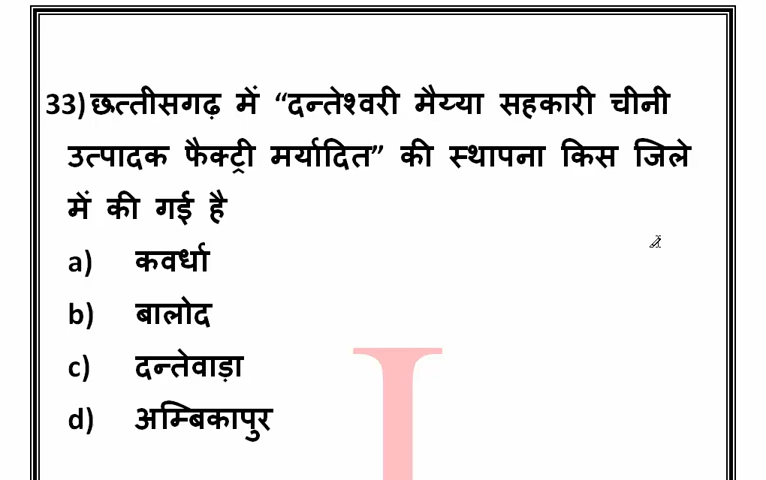 33) छत्तीसगढ़ में “दन्तेश्वरी मैय्या सहकारी चीनी
उत्पादक फैक्ट्री मर्यादित” की स्थापना किस जिले
में की गई है
a) कवर्धा
b) बालोद
c) दन्तेवाड़ा
d) अम्बिकापुर